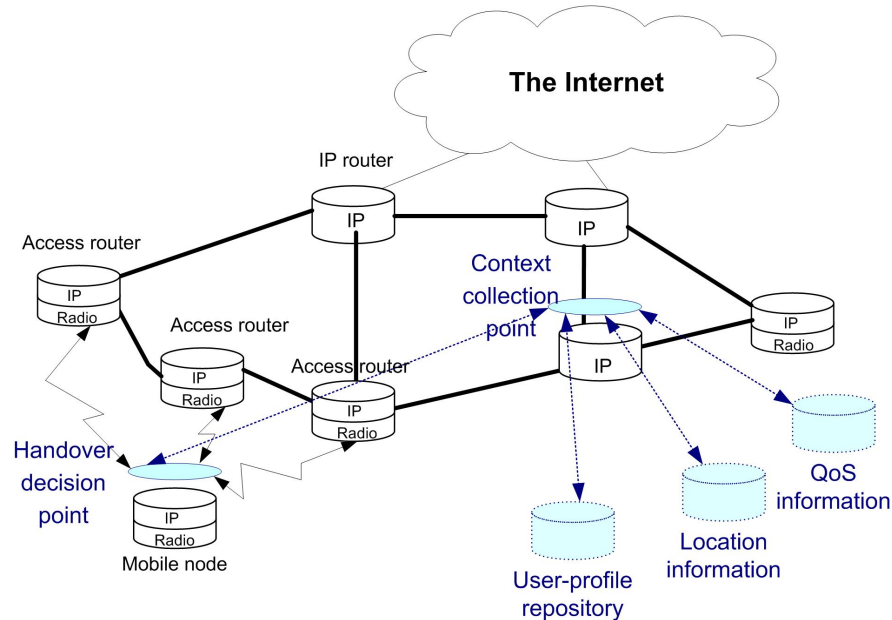 The Internet
IP router
IP
IP
Access router
IP
Radio
Context
collection
point
Access router
IP
Radio
IP
Radio
Access router
IP
Radio
IP
Handover
decision
point
IP
Radio
Mobile node
QoS
information
Location
information
User-profile
repository